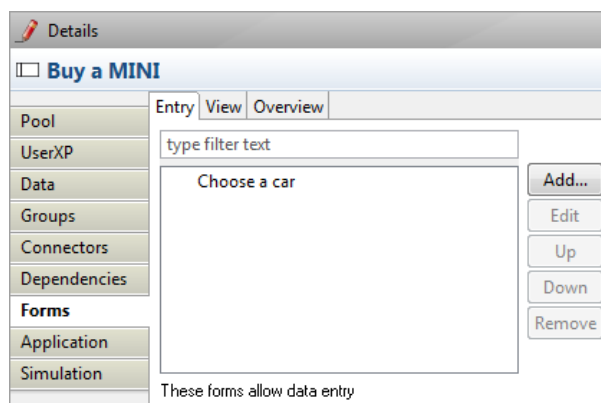 Details
Buy a MINI
Pool
UserXP
Data
Groups
Connectors
Dependencies
Forms
Application
Simulation
Entry View Overview
type filter text
Choose a car
Add...
Edit
Up
Down
Remove
These forms allow data entry